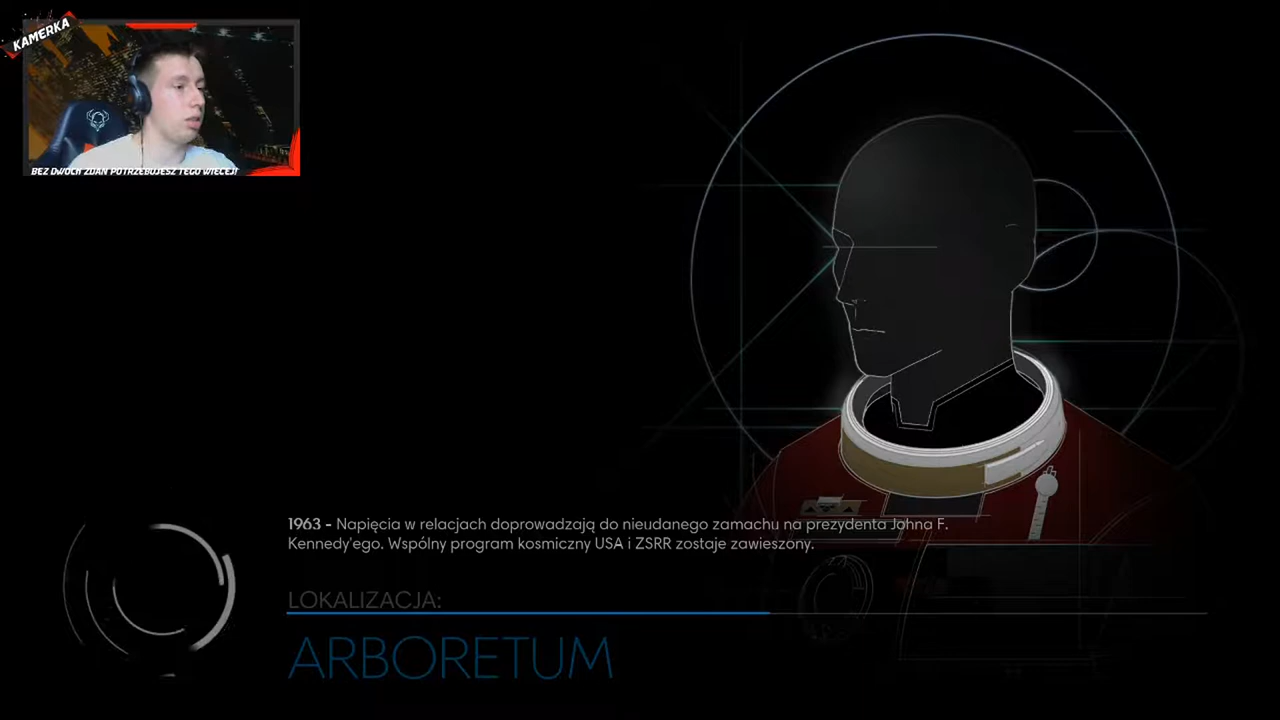 KAMERKA
BEZ DWÓCH ZDAŃ POTRZEBUJESZ TEGO WIĘCEJ!
1963 - Napięcia w relacjach doprowadzają do nieudanego zamachu na prezydenta Johna F.
Kennedy'ego. Wspólny program kosmiczny USA i ZSRR zostaje zawieszony.
LOKALIZACJA:
ARBORETUM